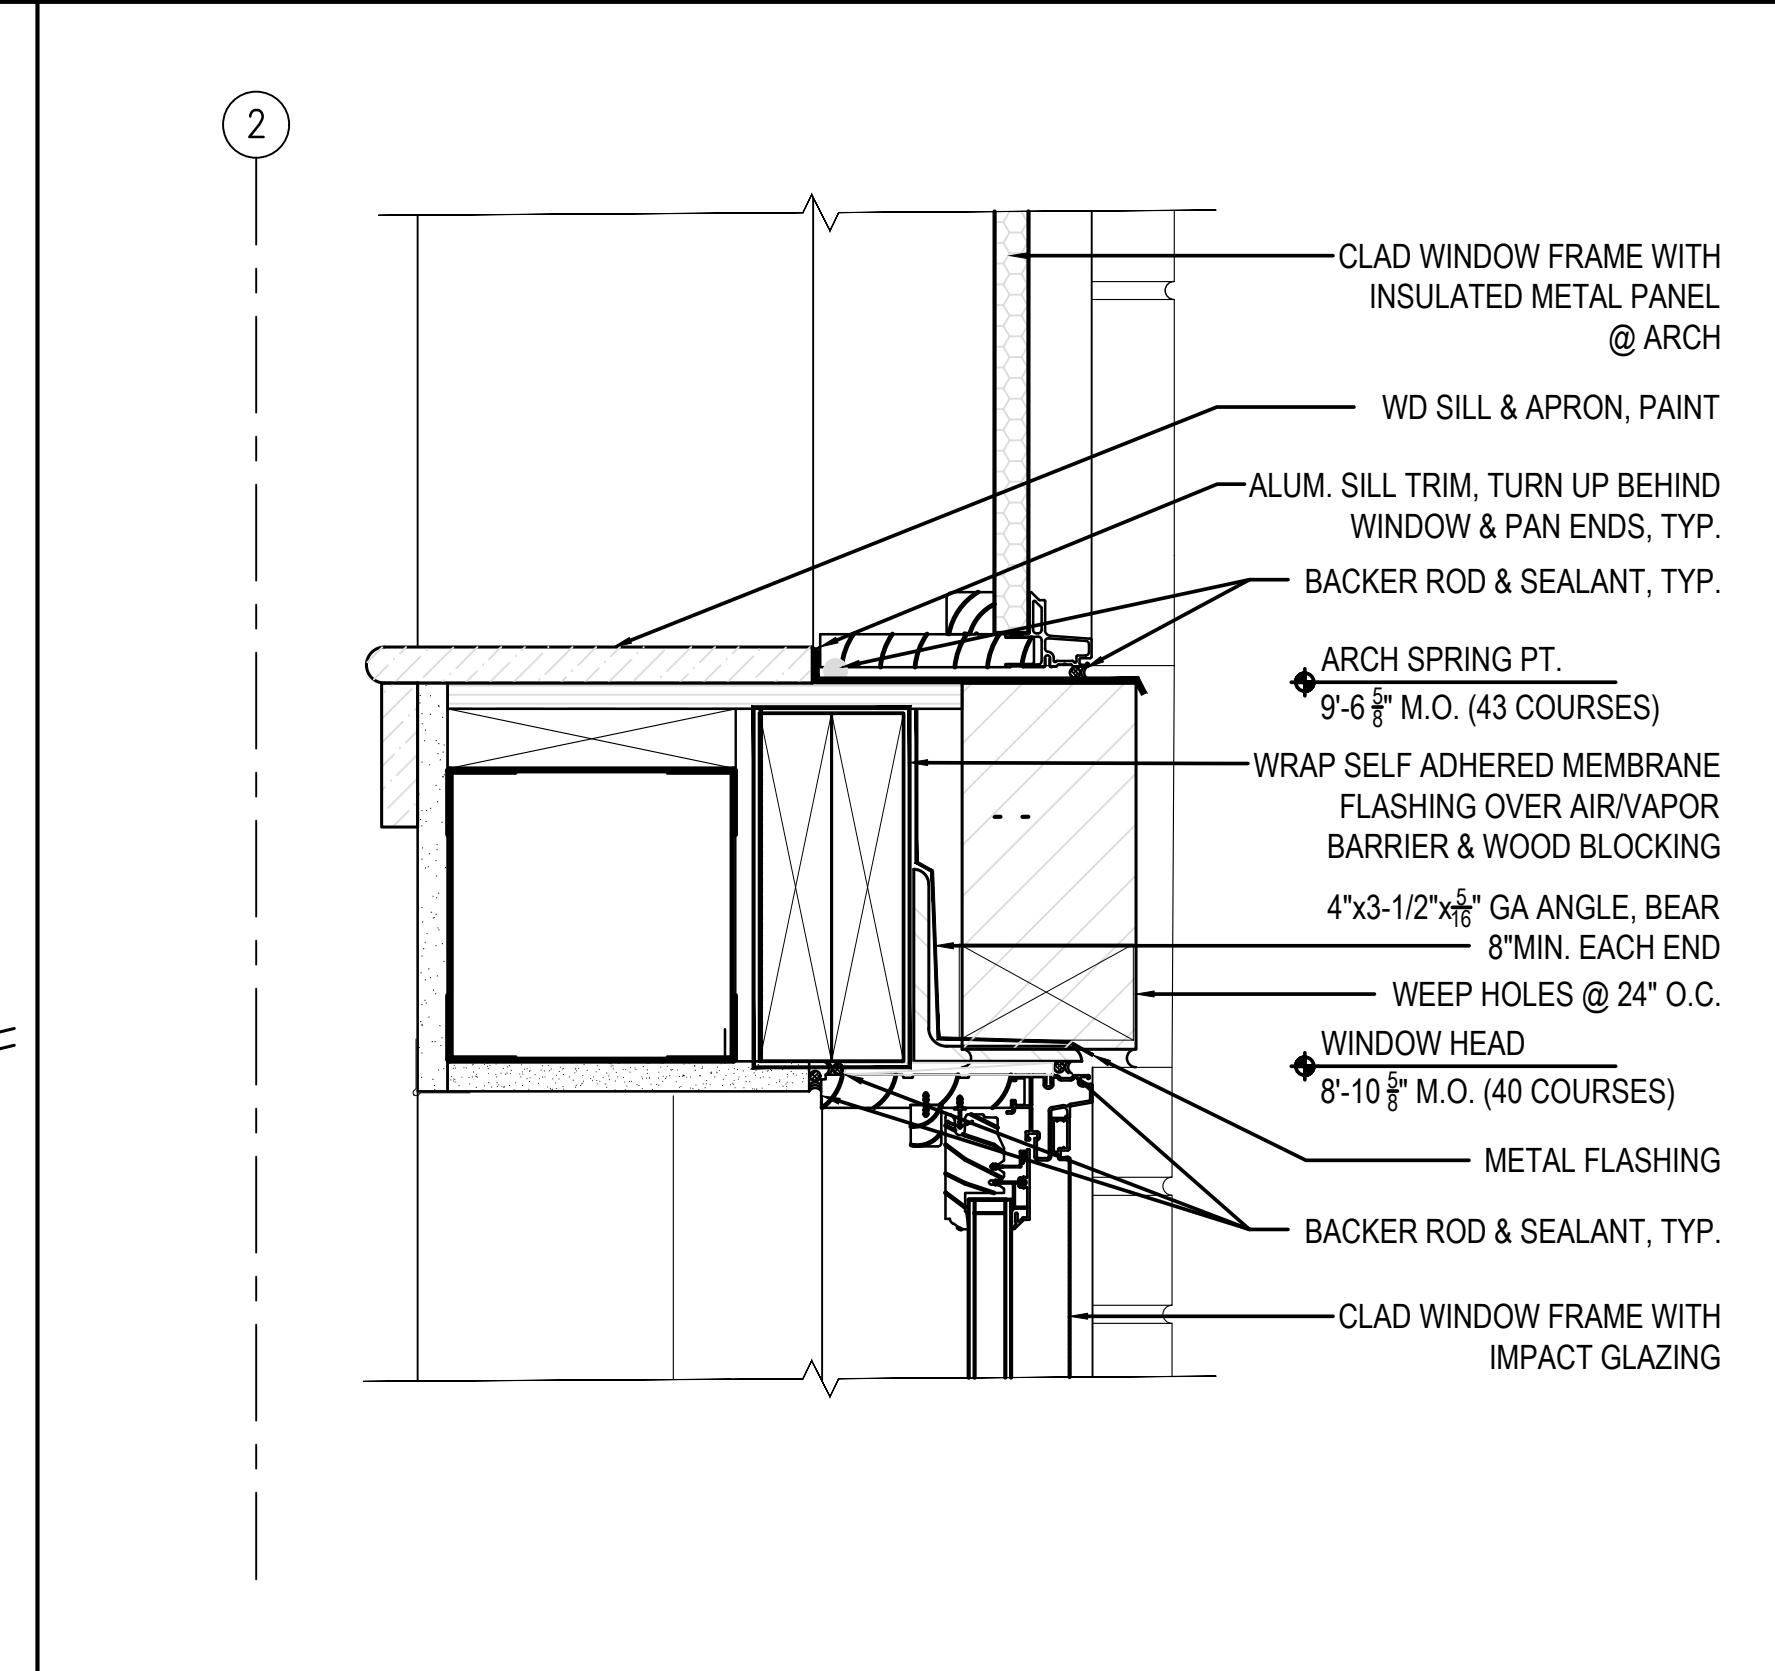 2
CLAD WINDOW FRAME WITH
INSULATED METAL PANEL
@ ARCH
WD SILL & APRON, PAINT
ALUM. SILL TRIM, TURN UP BEHIND
WINDOW & PAN ENDS, TYP.
BACKER ROD & SEALANT, TYP.
ARCH SPRING PT.
9'-6 5/8" M.O. (43 COURSES)
WRAP SELF ADHERED MEMBRANE
FLASHING OVER AIR/VAPOR
BARRIER & WOOD BLOCKING
4"x3-1/2"x5/16" GA ANGLE, BEAR
8"MIN. EACH END
WEEP HOLES @ 24" O.C.
WINDOW HEAD
8'-10 5/8" M.O. (40 COURSES)
METAL FLASHING
BACKER ROD & SEALANT, TYP.
CLAD WINDOW FRAME WITH
IMPACT GLAZING